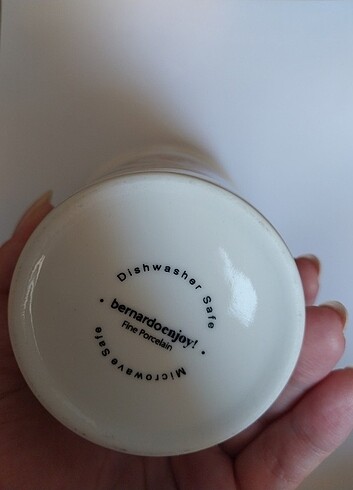 Dishwasher Safe
bernardoenjoy!
Fine Porcelain
Microwave Safe